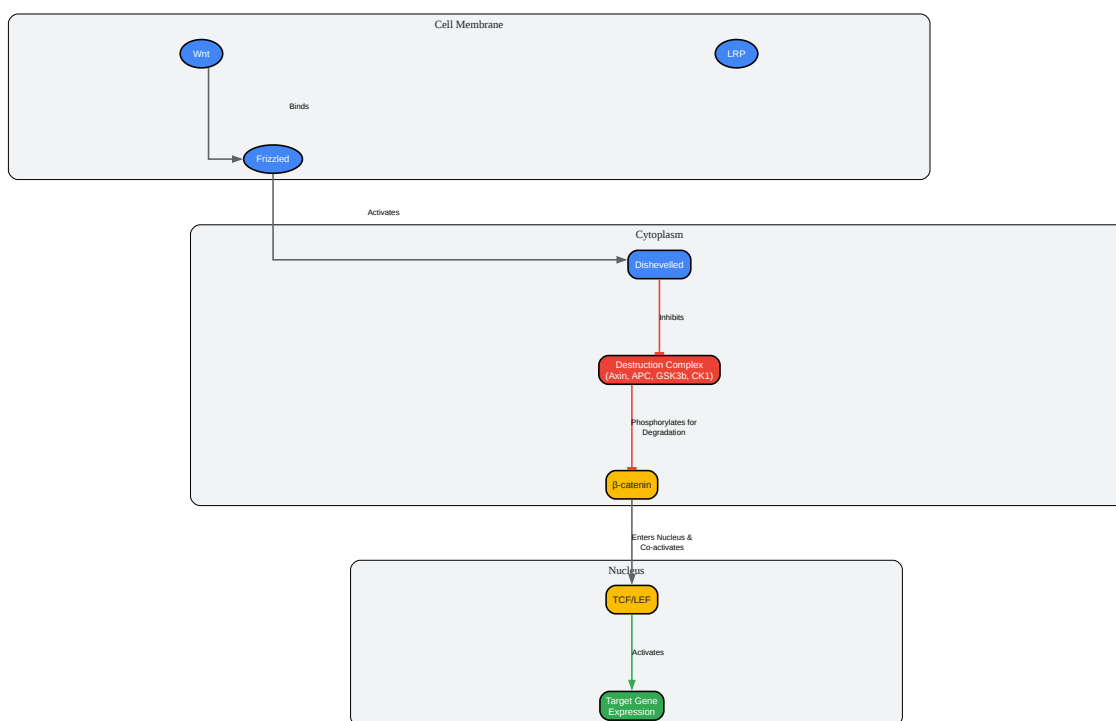 Cell Membrane
Wnt
LRP
Binds
Frizzled
Activates
Cytoplasm
Dishevelled
Inhibits
Destruction Complex
(Axin, APC, GSK3b, CK1)
Phosphorylates for
Degradation
β-catenin
Enters Nucleus &
Co-activates
Nucleus
TCF/LEF
Activates
Target Gene
Expression